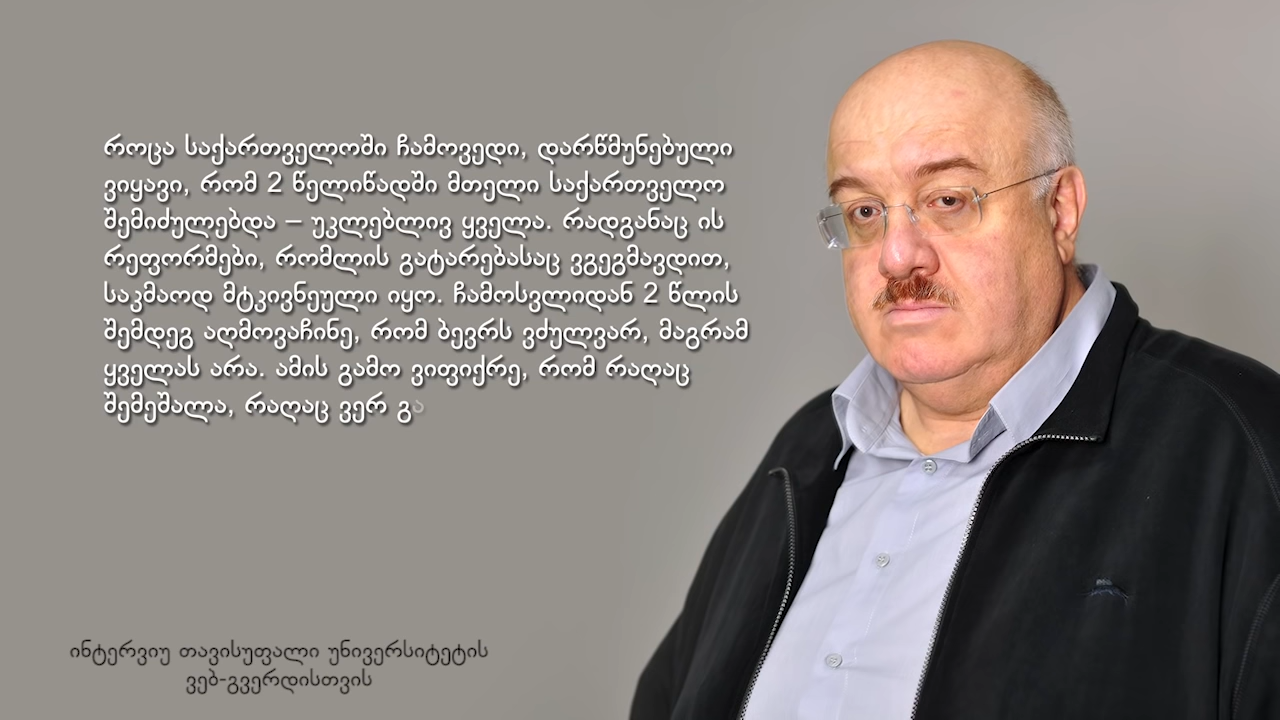 როცა საქართველოში ჩამოვედი, დარწმუნებული
ვიყავი, რომ 2 წელიწადში მთელი საქართველო
შემიძულებდა – უკლებლივ ყველა. რადგანაც ის
რეფორმები, რომლის გატარებასაც ვგეგმავდით,
საკმაოდ მტკივნეული იყო. ჩამოსვლიდან 2 წლის
შემდეგ აღმოვაჩინე, რომ ბევრს ვძულვარ, მაგრამ
ყველას არა. ამის გამო ვიფიქრე, რომ რაღაც
შემეშალა, რაღაც ვერ გა
ინტერვიუ თავისუფალი უნივერსიტეტის
ვებ-გვერდისთვის